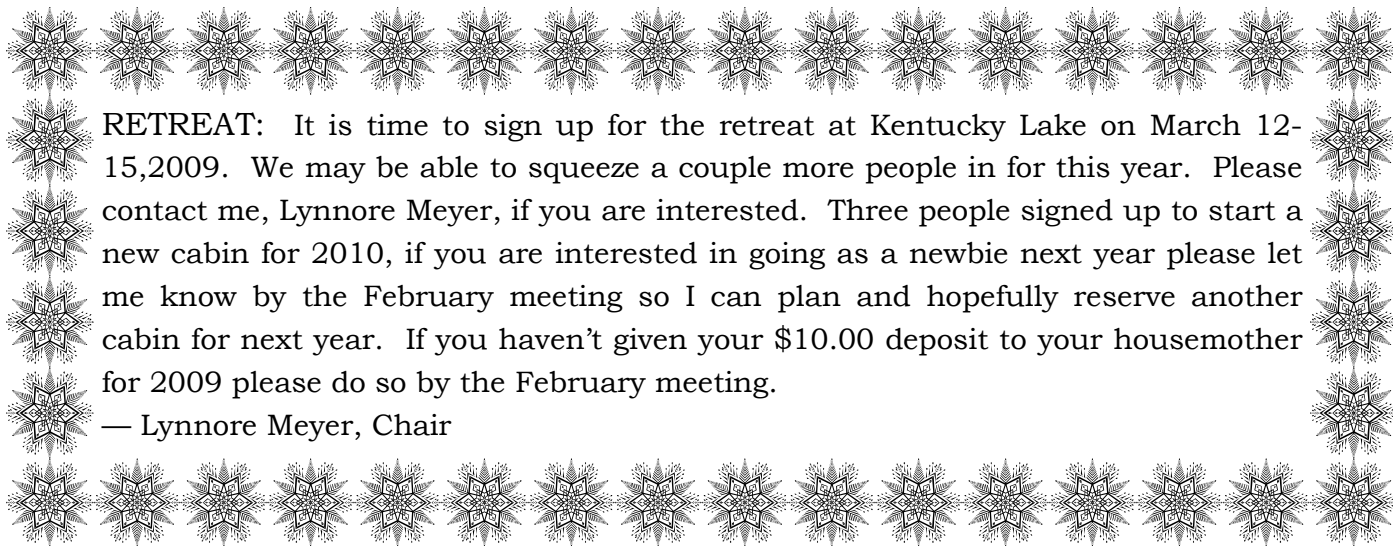 RETREAT: It is time to sign up for the retreat at Kentucky Lake on March 12-
15,2009. We may be able to squeeze a couple more people in for this year. Please
contact me, Lynnore Meyer, if you are interested. Three people signed up to start a
new cabin for 2010, if you are interested in going as a newbie next year please let
me know by the February meeting so I can plan and hopefully reserve another
cabin for next year. If you haven’t given your $10.00 deposit to your housemother
for 2009 please do so by the February meeting.
— Lynnore Meyer, Chair